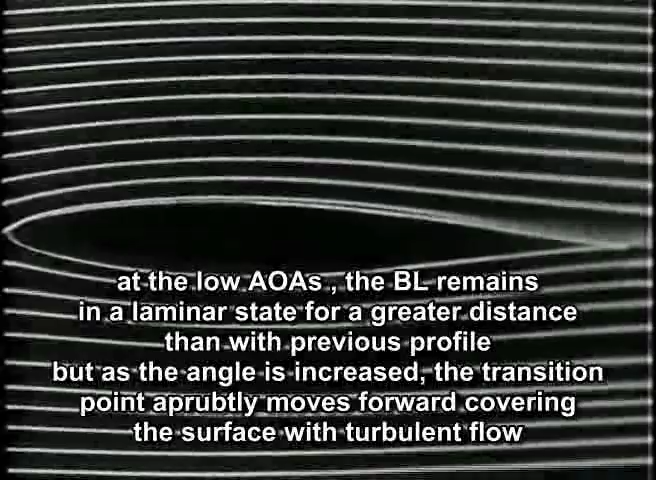 at the low AOAs , the BL remains
in a laminar state for a greater distance
than with previous profile
but as the angle is increased, the transition
point aprubtly moves forward covering
the surface with turbulent flow